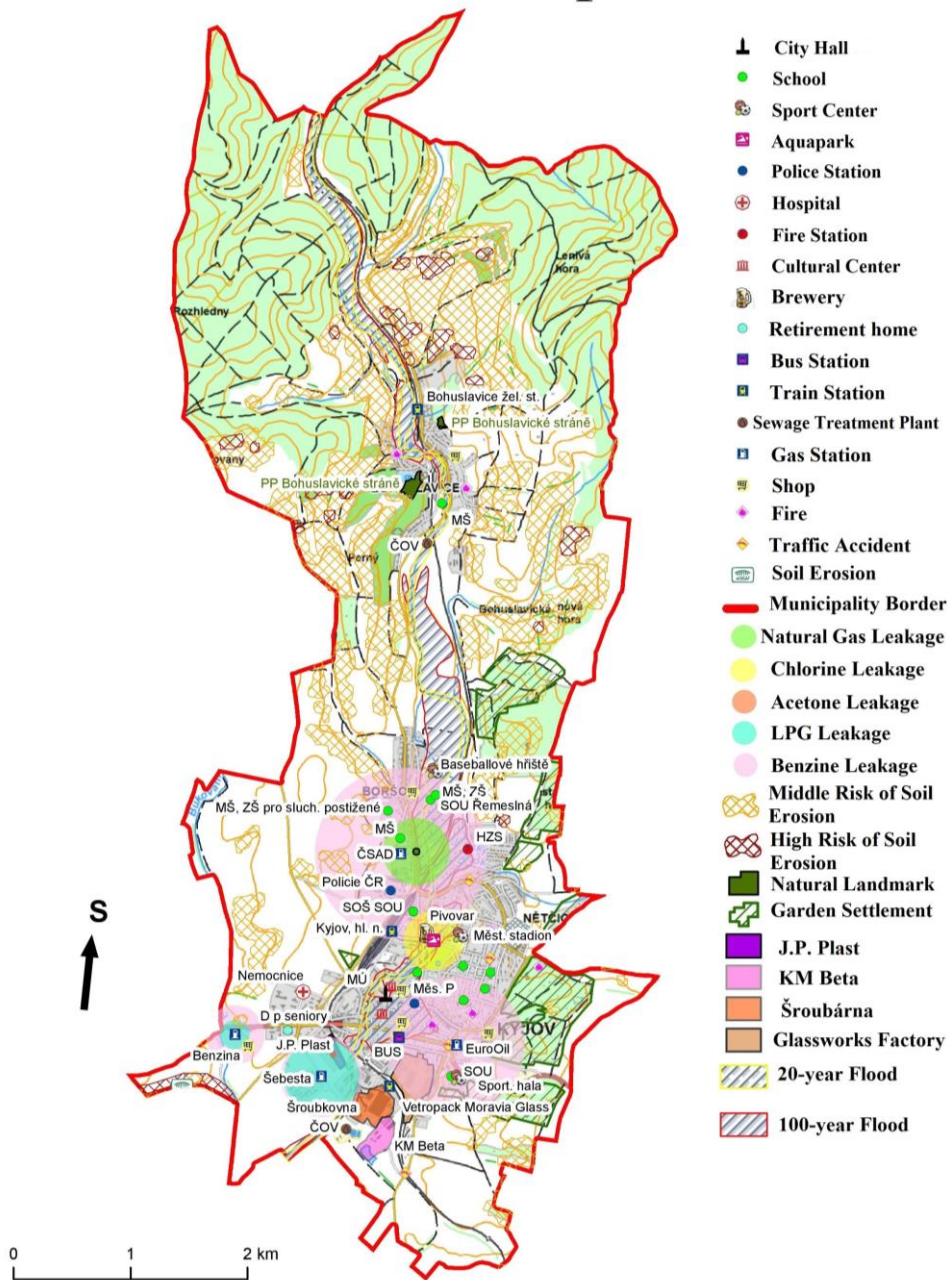 City Hall
School
Sport Center
Aquapark
Police Station
Hospital
Fire Station
Cultural Center
Brewery
Retirement home
Bus Station
Train Station
Sewage Treatment Plant
Gas Station
Shop
Fire
Traffic Accident
Soil Erosion
Municipality Border
Natural Gas Leakage
Chlorine Leakage
Acetone Leakage
LPG Leakage
Benzine Leakage
Middle Risk of Soil
Erosion
High Risk of Soil
Erosion
Natural Landmark
Garden Settlement
J.P. Plast
KM Beta
Šroubárna
Glassworks Factory
20-year Flood
100-year Flood
Lenivá
hora
Rozhledny
Bohuslavice žel. st.
PP Bohuslavické stráně
PP Bohuslavické stráně
MŠ
ČOV
Bohuslavická nová
hora
Baseballové hřiště
MŠ, ZŠ
MŠ, ZŠ pro sluch. postižené
SOU Řemeslná
MŠ
HZS
ČSAD
Policie ČR
SOŠ SOU
Pivovar
Kyjov, hl. n.
Měst. stadion
MÚ
Nemocnice
Měs. P
D p seniory
KYJOV
J.P. Plast
BUS
EuroOil
Benzina
SOU
Šebesta
Sport. hala
Šroubkovna
Vetropack Moravia Glass
ČOV
KM Beta
S
0 1 2 km